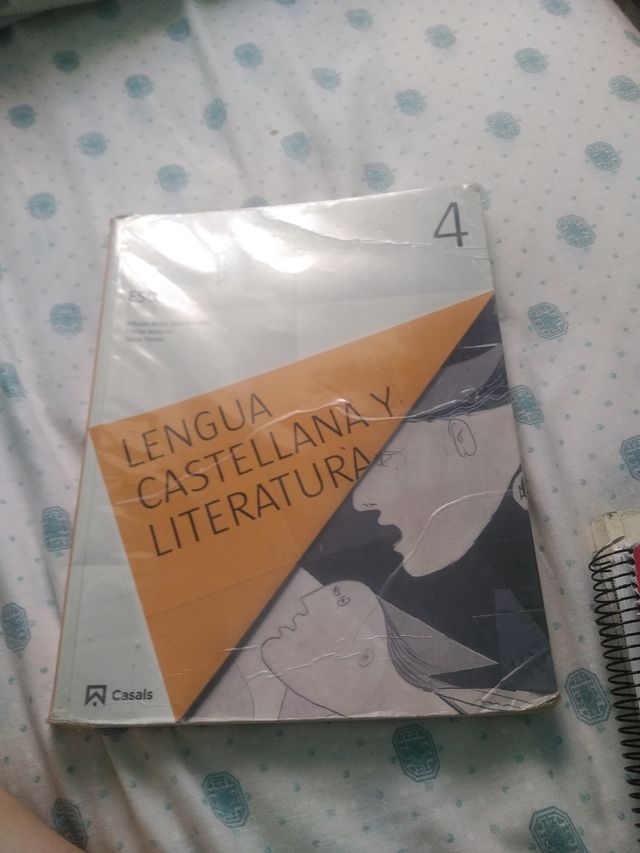 4
ESO
LENGUA
CASTELLANA Y
LITERATURA
Casals